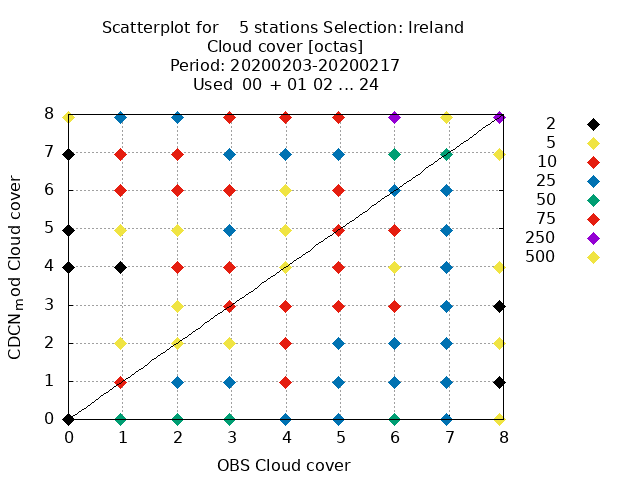 Scatterplot for 5 stations Selection: Ireland
Cloud cover [octas]
Period: 20200203-20200217
Used 00 + 01 02 ... 24
8
7
6
5
4
3
2
1
0
0 1 2 3 4 5 6 7 8
CDCN_mod Cloud cover
OBS Cloud cover
2
5
10
25
50
75
250
500